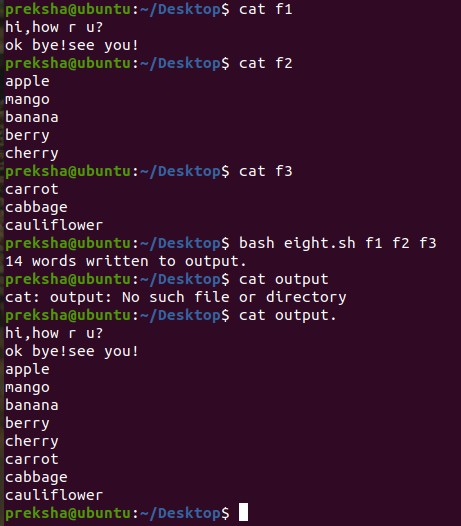 preksha@ubuntu:~/Desktop$ cat f1
hi,how r u?
ok bye!see you!
preksha@ubuntu:~/Desktop$ cat f2
apple
mango
banana
berry
cherry
preksha@ubuntu:~/Desktop$ cat f3
carrot
cabbage
cauliflower
preksha@ubuntu:~/Desktop$ bash eight.sh f1 f2 f3
14 words written to output.
preksha@ubuntu:~/Desktop$ cat output
cat: output: No such file or directory
preksha@ubuntu:~/Desktop$ cat output.
hi,how r u?
ok bye!see you!
apple
mango
banana
berry
cherry
carrot
cabbage
cauliflower
preksha@ubuntu:~/Desktop$